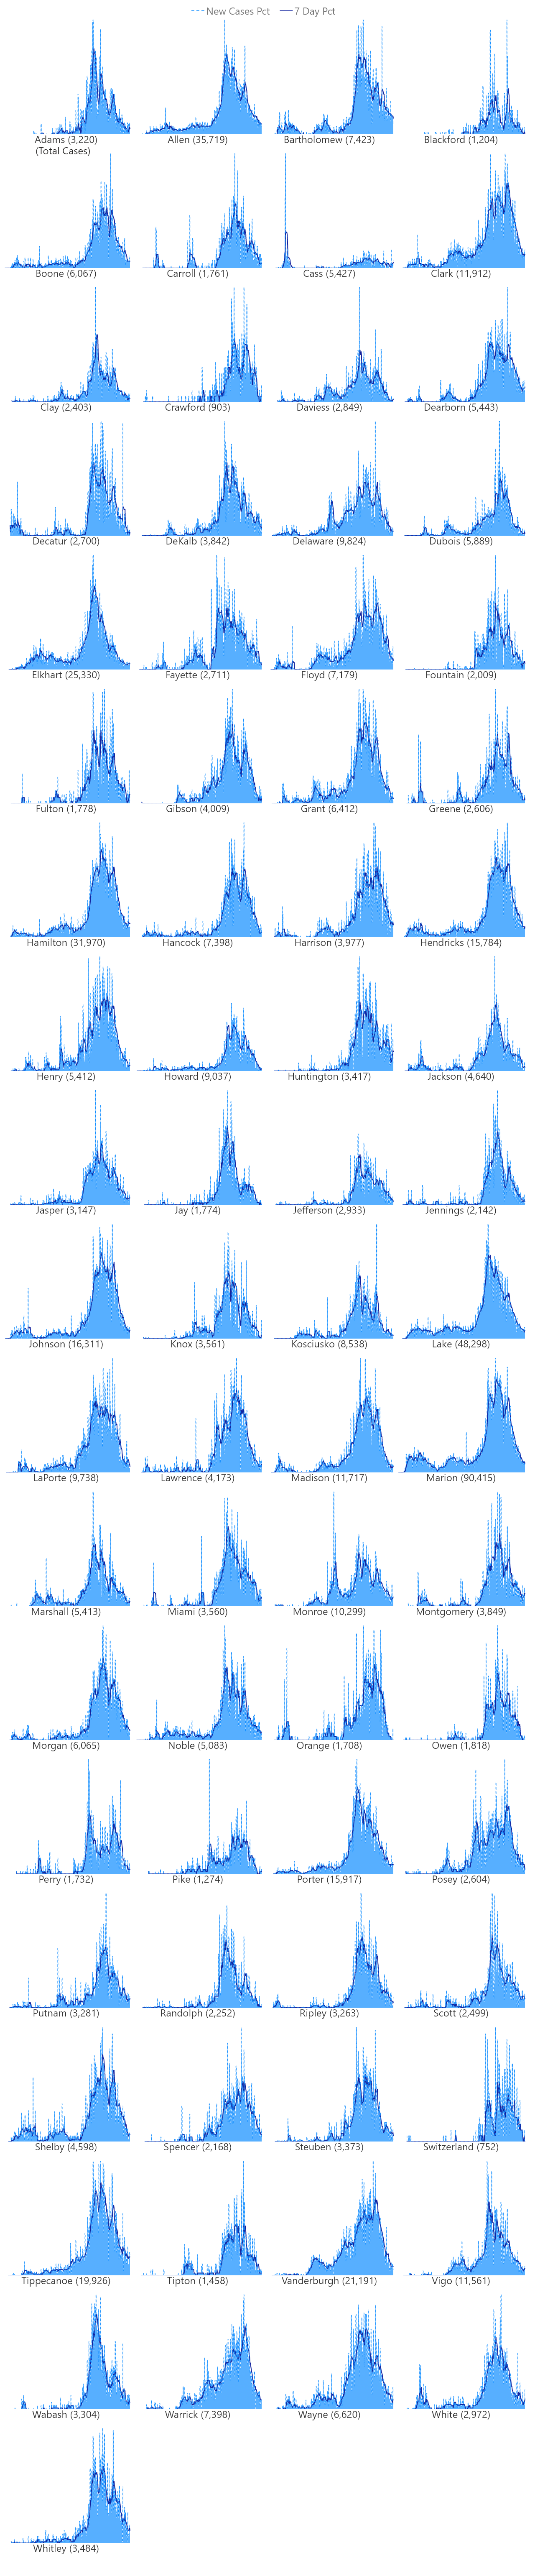 New Cases Pct 7 Day Pct
Adams (3,220) Allen (35,719) Bartholomew (7,423) Blackford (1,204)
(Total Cases)
Boone (6,067) Carroll (1,761) Cass (5,427) Clark (11,912)
Clay (2,403) Crawford (903) Daviess (2,849) Dearborn (5,443)
Decatur (2,700) DeKalb (3,842) Delaware (9,824) Dubois (5,889)
Elkhart (25,330) Fayette (2,711) Floyd (7,179) Fountain (2,009)
Fulton (1,778) Gibson (4,009) Grant (6,412) Greene (2,606)
Hamilton (31,970) Hancock (7,398) Harrison (3,977) Hendricks (15,784)
Henry (5,412) Howard (9,037) Huntington (3,417) Jackson (4,640)
Jasper (3,147) Jay (1,774) Jefferson (2,933) Jennings (2,142)
Johnson (16,311) Knox (3,561) Kosciusko (8,538) Lake (48,298)
LaPorte (9,738) Lawrence (4,173) Madison (11,717) Marion (90,415)
Marshall (5,413) Miami (3,560) Monroe (10,299) Montgomery (3,849)
Morgan (6,065) Noble (5,083) Orange (1,708) Owen (1,818)
Perry (1,732) Pike (1,274) Porter (15,917) Posey (2,604)
Putnam (3,281) Randolph (2,252) Ripley (3,263) Scott (2,499)
Shelby (4,598) Spencer (2,168) Steuben (3,373) Switzerland (752)
Tippecanoe (19,926) Tipton (1,458) Vanderburgh (21,191) Vigo (11,561)
Wabash (3,304) Warrick (7,398) Wayne (6,620) White (2,972)
Whitley (3,484)